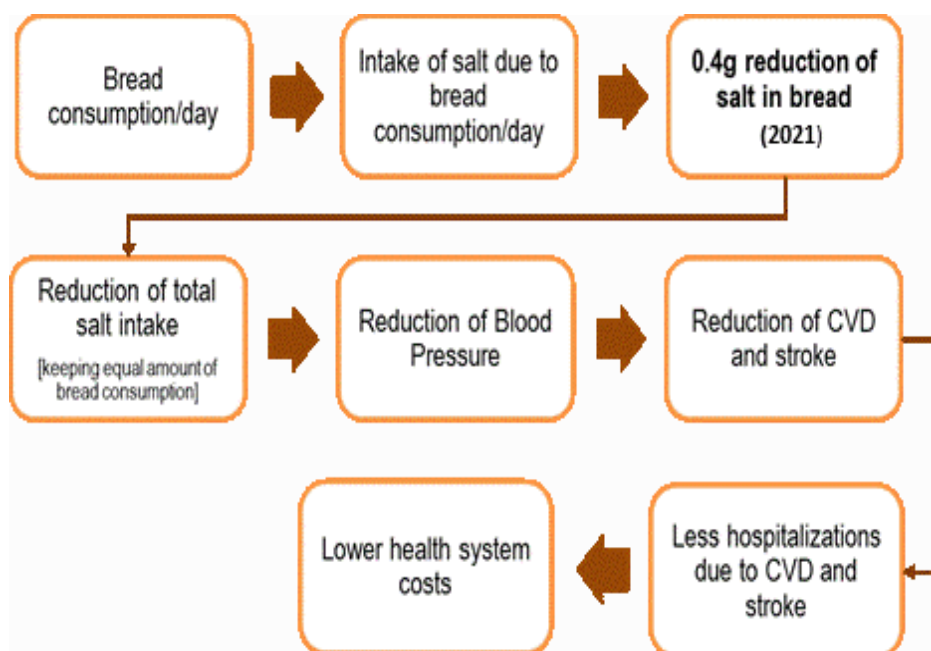 Bread
consumption/day
Intake of salt due to
bread
consumption/day
0.4g reduction of
salt in bread
(2021)
Reduction of total
salt intake
[keeping equal amount of
bread consumption]
Reduction of Blood
Pressure
Reduction of CVD
and stroke
Lower health system
costs
Less hospitalizations
due to CVD and
stroke